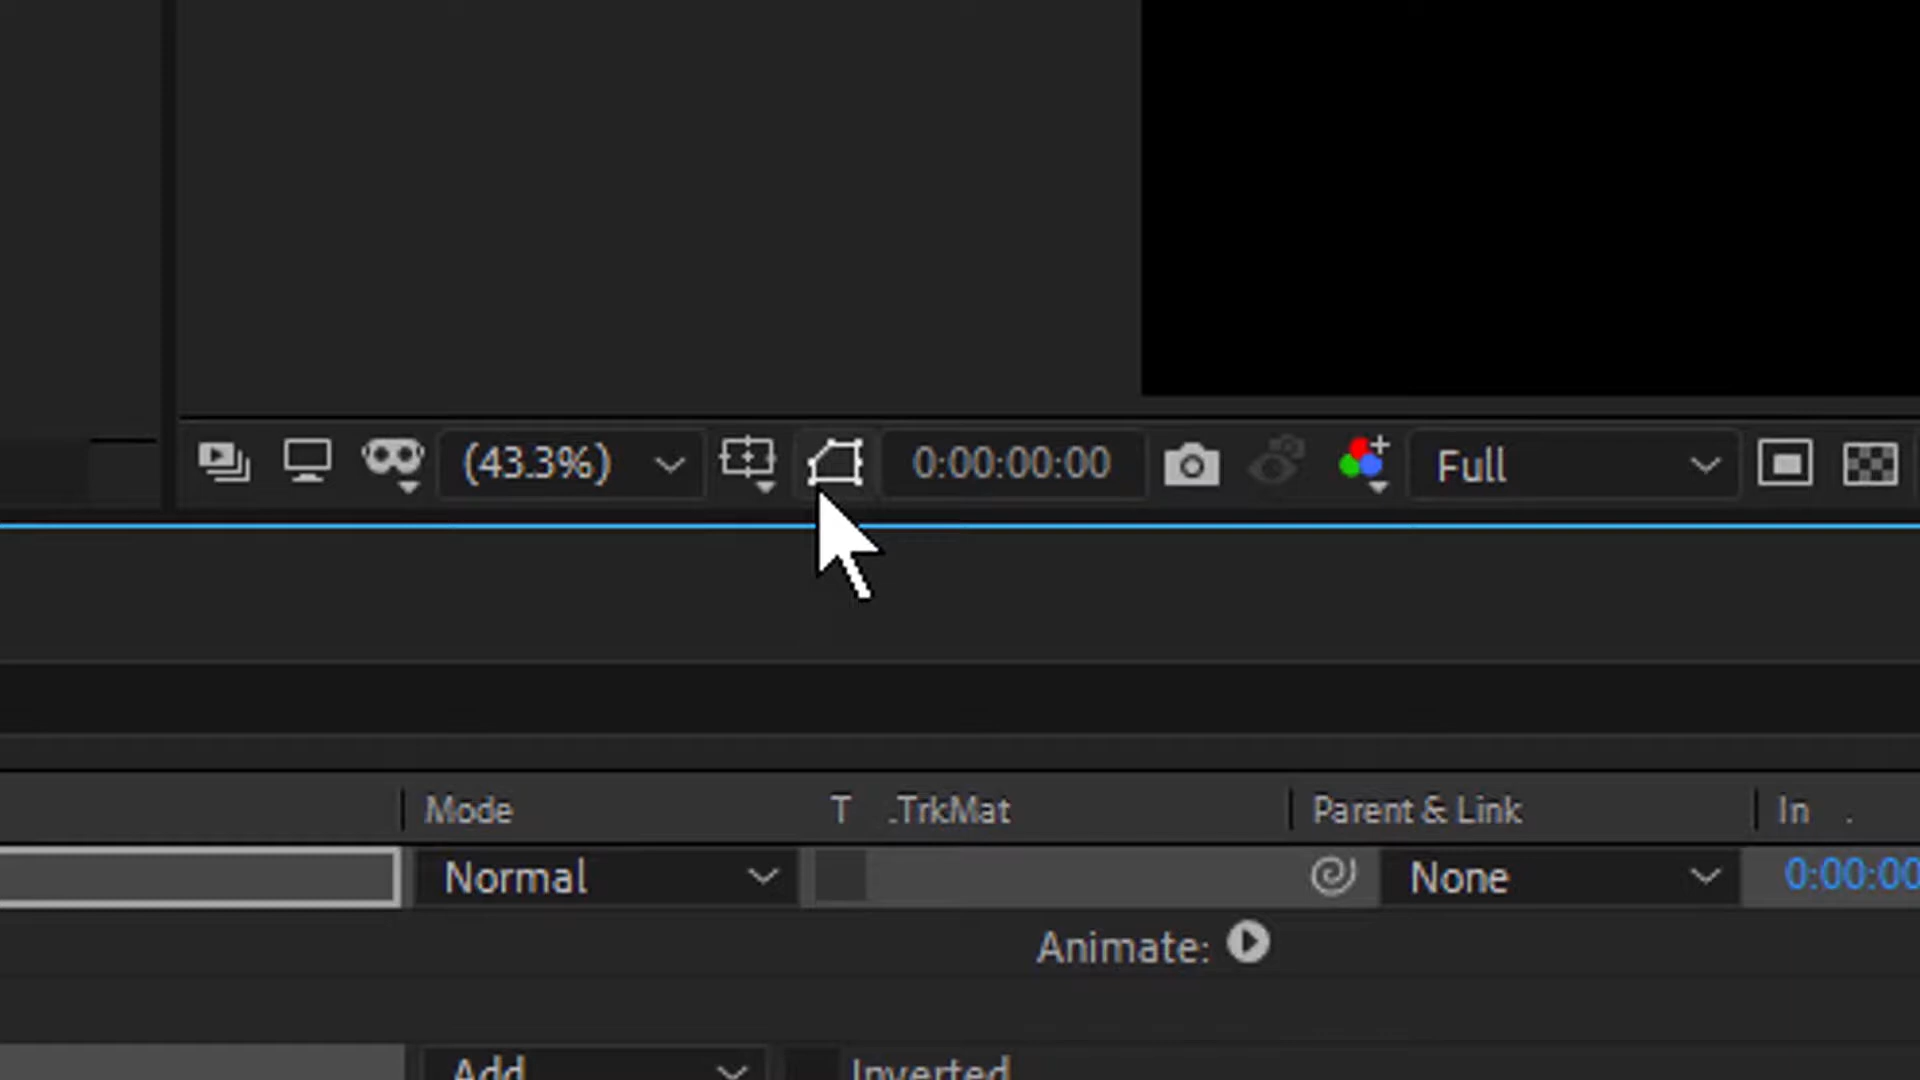 (43.3%) 0:00:00:00 Full
Mode T .TrkMat Parent & Link In .
Normal None 0:00:00
Animate:
Add Inverted